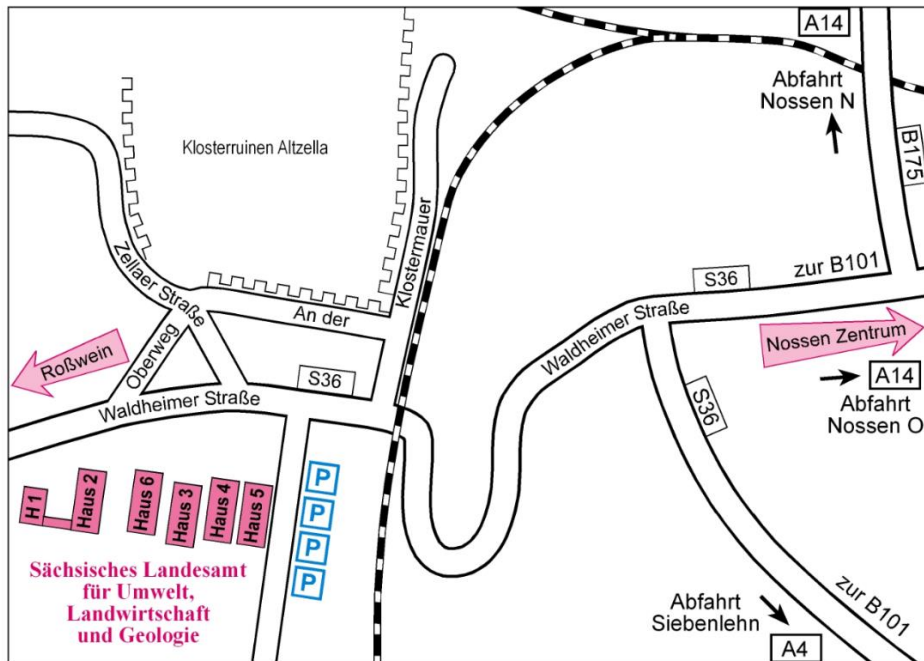 A14
Abfahrt
Nossen N
B175
Klosterruinen Altzella
Klostermauer
Zellaer Straße
An der
S36
zur B101
Waldheimer Straße
Nossen Zentrum
Roßwein
Oberweg
S36
Waldheimer Straße
A14
Abfahrt
Nossen O
S36
H 1
Haus 2
Haus 6
Haus 3
Haus 4
Haus 5
P
P
P
P
Sächsisches Landesamt
für Umwelt,
Landwirtschaft
und Geologie
Abfahrt
Siebenlehn
A4
zur B101